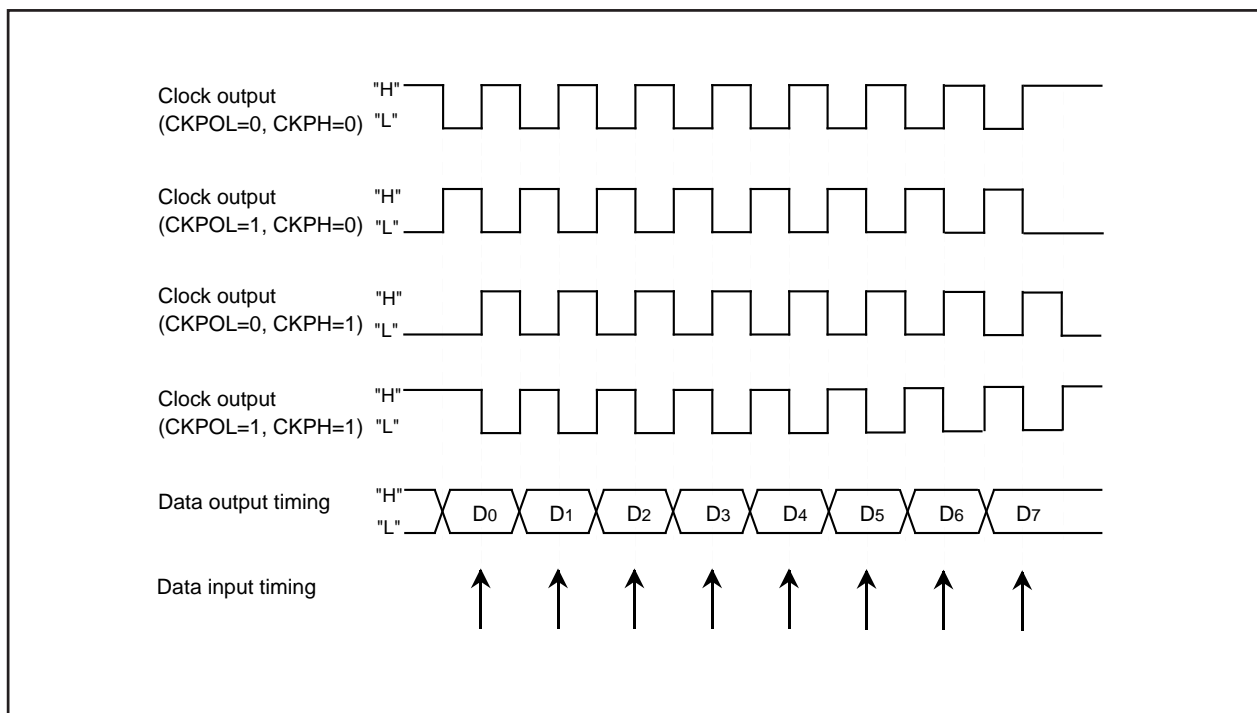 Clock output
(CKPOL=0, CKPH=0)
"H"
"L"
Clock output
(CKPOL=1, CKPH=0)
"H"
"L"
Clock output
(CKPOL=0, CKPH=1)
"H"
"L"
Clock output
(CKPOL=1, CKPH=1)
"H"
"L"
Data output timing
"H"
"L"
D0 D1 D2 D3 D4 D5 D6 D7
Data input timing